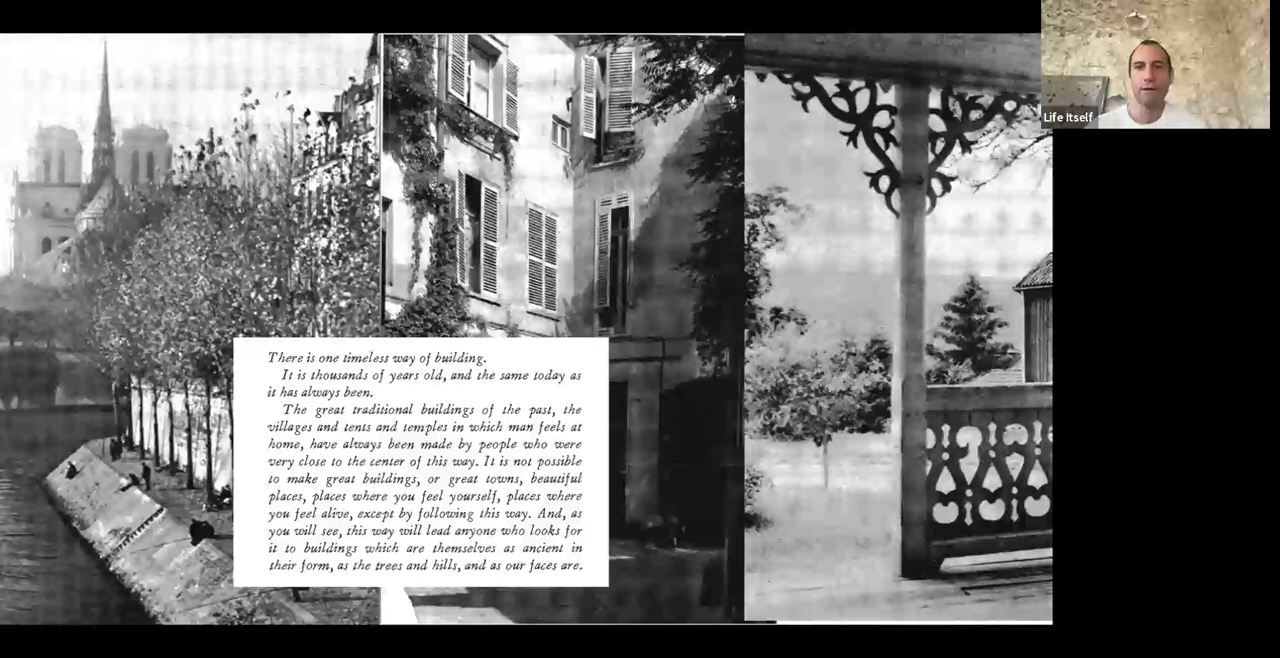 Life Itself
There is one timeless way of building.
It is thousands of years old, and the same today as
it has always been.
The great traditional buildings of the past, the
villages and tents and temples in which man feels at
home, have always been made by people who were
very close to the center of this way. It is not possible
to make great buildings, or great towns, beautiful
places, places where you feel yourself, places where
you feel alive, except by following this way. And, as
you will see, this way will lead anyone who looks for
it to buildings which are themselves as ancient in
their form, as the trees and hills, and as our faces are.